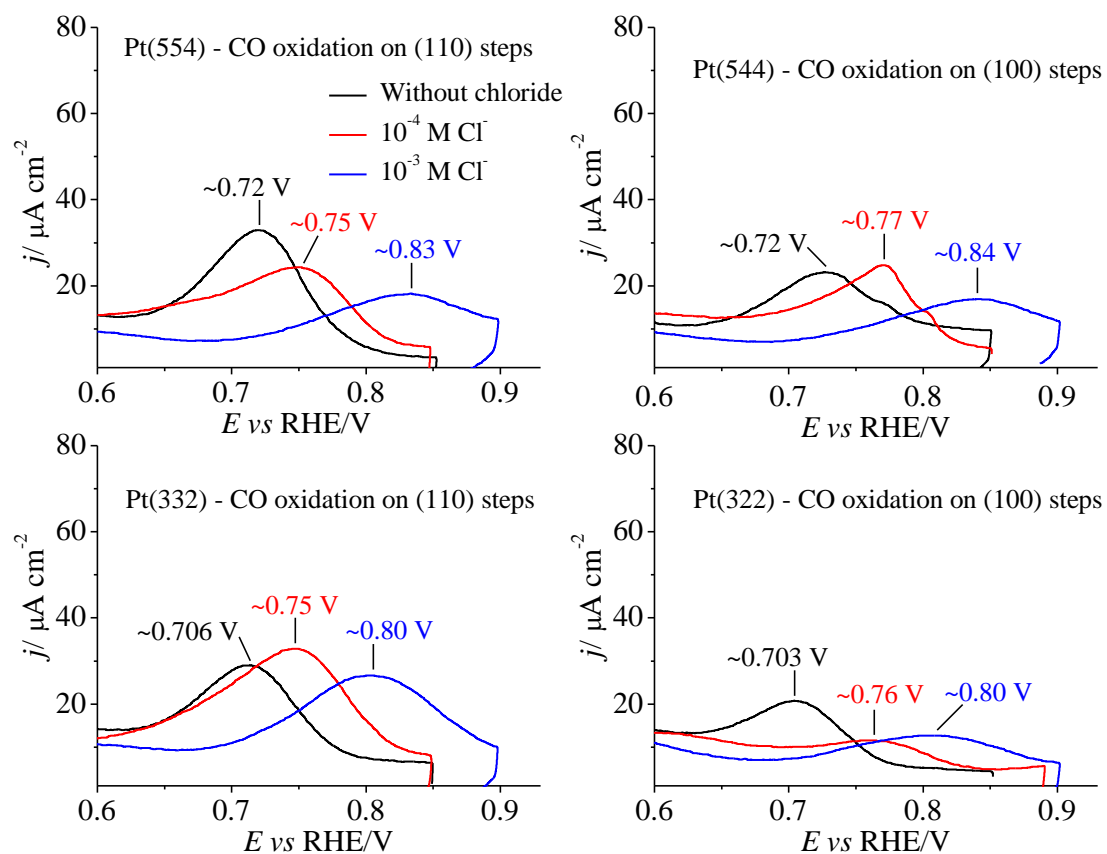 Pt(554) - CO oxidation on (110) steps
Without chloride
10⁻⁴ M Cl⁻
10⁻³ M Cl⁻
~0.72 V
~0.75 V
~0.83 V
80
60
40
20
j/ μA cm⁻²
0.6 0.7 0.8 0.9
E vs RHE/V
Pt(544) - CO oxidation on (100) steps
~0.72 V
~0.77 V
~0.84 V
80
60
40
20
j/ μA cm⁻²
0.6 0.7 0.8 0.9
E vs RHE/V
Pt(332) - CO oxidation on (110) steps
~0.706 V
~0.75 V
~0.80 V
80
60
40
20
j/ μA cm⁻²
0.6 0.7 0.8 0.9
E vs RHE/V
Pt(322) - CO oxidation on (100) steps
~0.703 V
~0.76 V
~0.80 V
80
60
40
20
j/ μA cm⁻²
0.6 0.7 0.8 0.9
E vs RHE/V